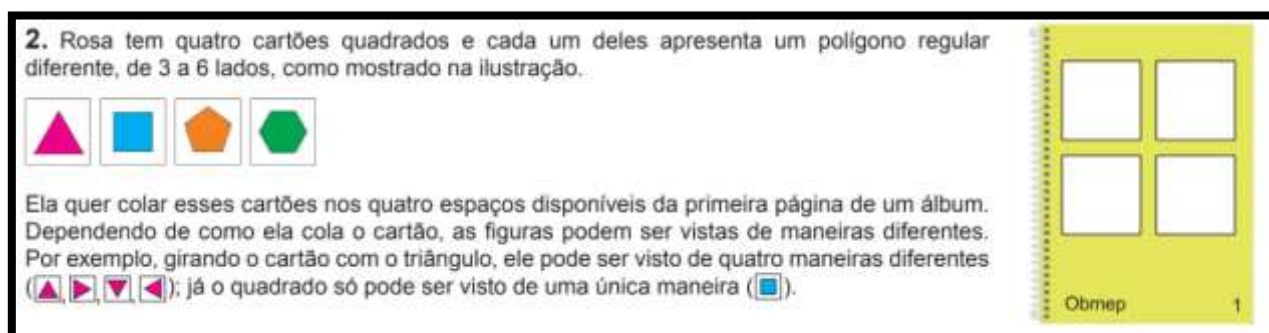 2. Rosa tem quatro cartões quadrados e cada um deles apresenta um polígono regular
diferente, de 3 a 6 lados, como mostrado na ilustração.
Ela quer colar esses cartões nos quatro espaços disponíveis da primeira página de um álbum.
Dependendo de como ela cola o cartão, as figuras podem ser vistas de maneiras diferentes.
Por exemplo, girando o cartão com o triângulo, ele pode ser visto de quatro maneiras diferentes
( , , , ); já o quadrado só pode ser visto de uma única maneira ( ).
Obmep 1